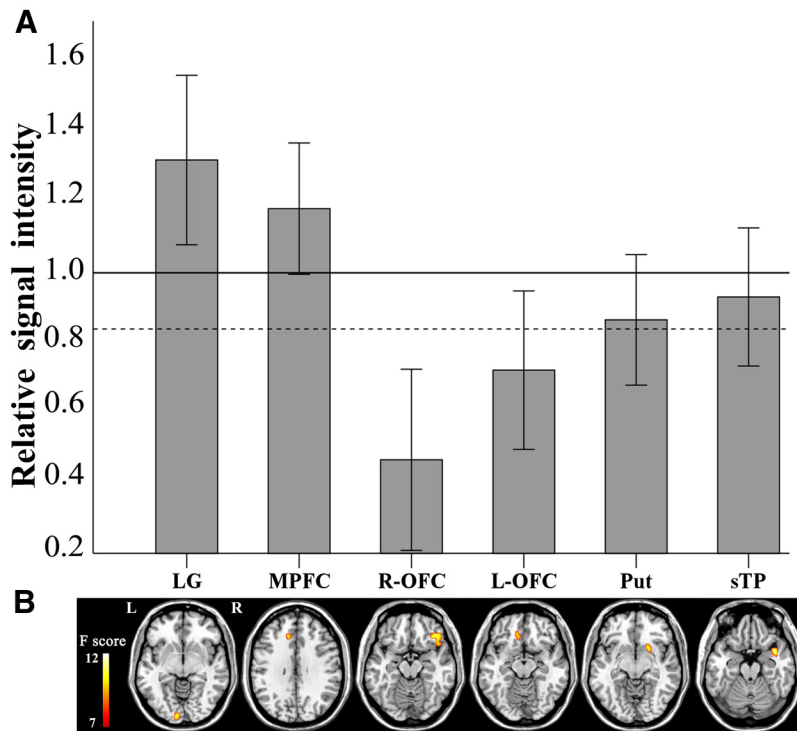 A
Relative signal intensity
1.6
1.4
1.2
1.0
0.8
0.6
0.4
0.2
LG MPFC R-OFC L-OFC Put sTP
B
L R
F score
12
7